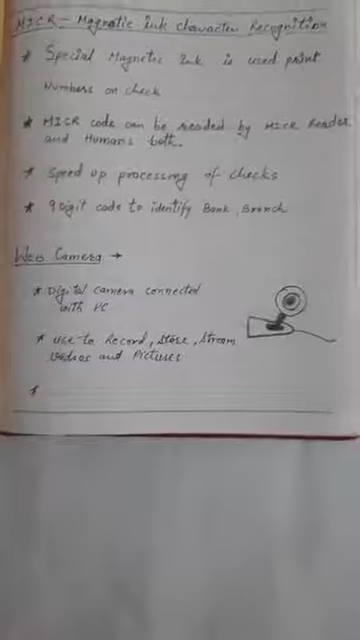 MICR - Magnetic Ink Character Recognition
* Special Magnetic Ink is used print
Numbers on check
* MICR code can be readed by MICR Reader
and Humans both.
* Speed up processing of checks
* 9 Digit code to identify Bank, Branch
Web Camera →
* Digital camera connected
with PC
* Use to Record, Store, Stream
Vedios and Pictures
*